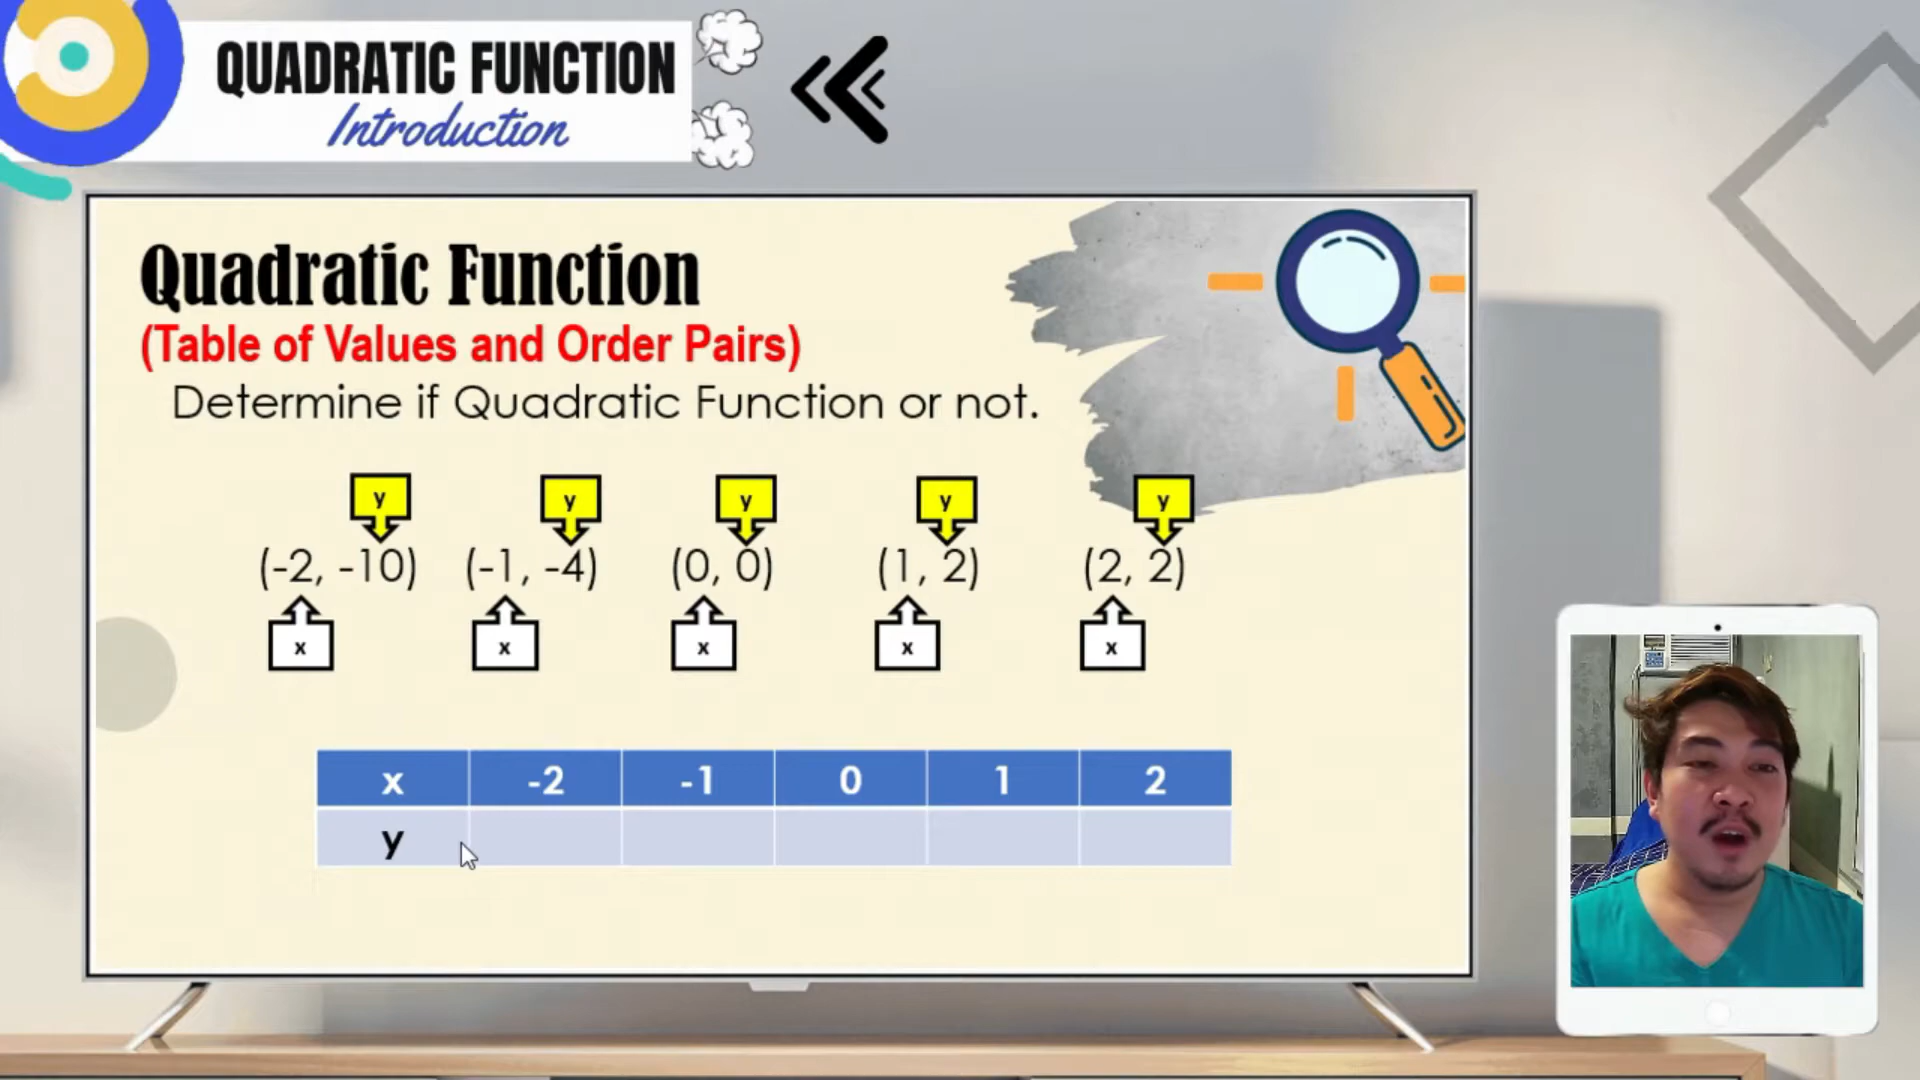 QUADRATIC FUNCTION
Introduction
Quadratic Function
(Table of Values and Order Pairs)
Determine if Quadratic Function or not.
y y y y y
(-2, -10) (-1, -4) (0, 0) (1, 2) (2, 2)
x x x x x
x -2 -1 0 1 2
y